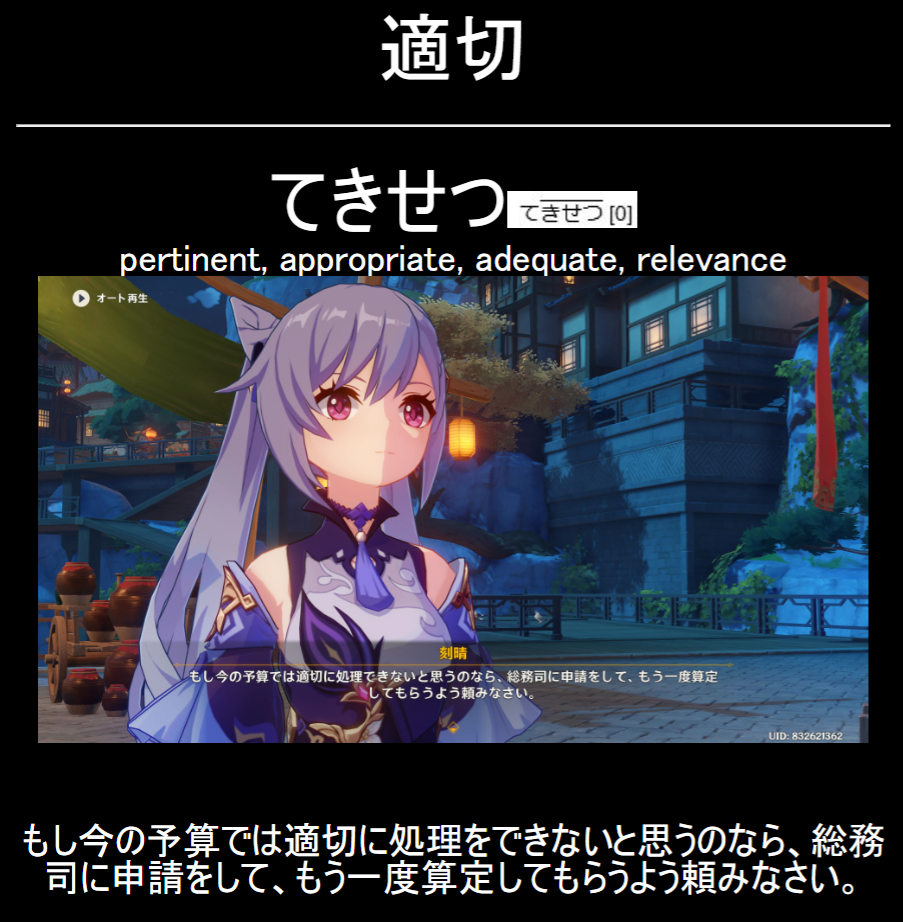 適切
てきせつ てきせつ [0]
pertinent, appropriate, adequate, relevance
オート再生
刻晴
もし今の予算では適切に処理できないと思うのなら、総務司に申請をして、もう一度算定
してもらうよう頼みなさい。
UID: 832621362
もし今の予算では適切に処理をできないと思うのなら、総務
司に申請をして、もう一度算定してもらうよう頼みなさい。